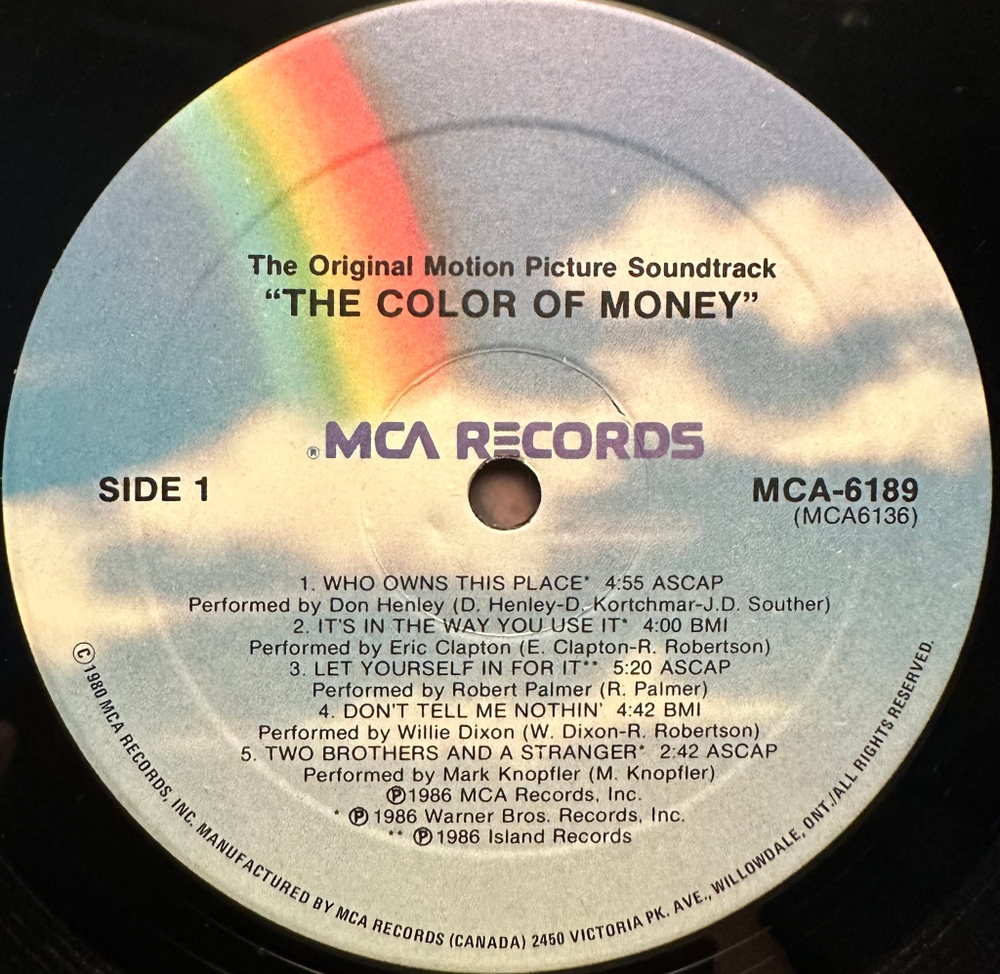 The Original Motion Picture Soundtrack
“THE COLOR OF MONEY”
®MCA RECORDS
SIDE 1
MCA-6189
(MCA6136)
1. WHO OWNS THIS PLACE* 4:55 ASCAP
Performed by Don Henley (D. Henley-D. Kortchmar-J.D. Souther)
2. IT'S IN THE WAY YOU USE IT* 4:00 BMI
Performed by Eric Clapton (E. Clapton-R. Robertson)
3. LET YOURSELF IN FOR IT** 5:20 ASCAP
Performed by Robert Palmer (R. Palmer)
4. DON'T TELL ME NOTHIN' 4:42 BMI
Performed by Willie Dixon (W. Dixon-R. Robertson)
5. TWO BROTHERS AND A STRANGER* 2:42 ASCAP
Performed by Mark Knopfler (M. Knopfler)
℗1986 MCA Records, Inc.
* ℗1986 Warner Bros. Records, Inc.
** ℗1986 Island Records
©1980 MCA RECORDS, INC. MANUFACTURED BY MCA RECORDS (CANADA) 2450 VICTORIA PK. AVE., WILLOWDALE, ONT./ALL RIGHTS RESERVED.